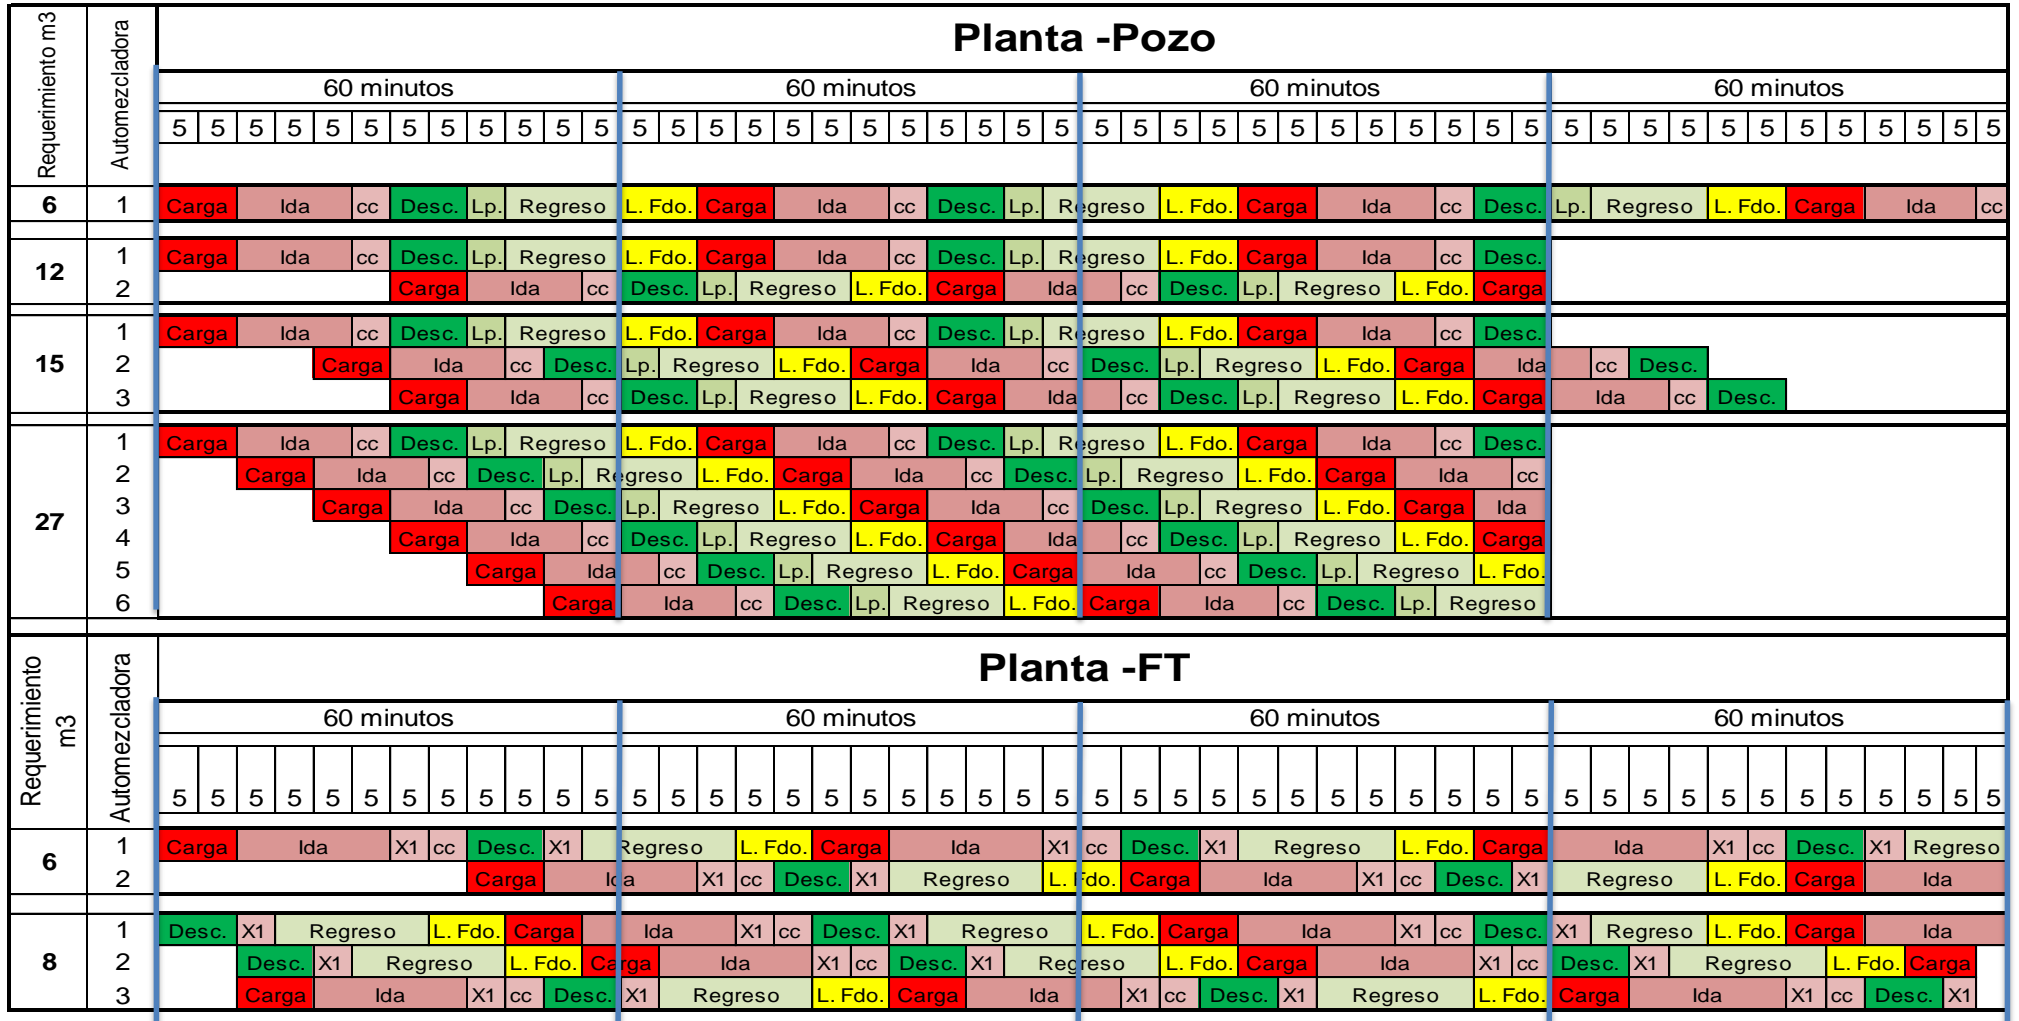 Planta -Pozo
Requerimiento m3
Automezcladora
60 minutos 60 minutos 60 minutos 60 minutos
5 5 5 5 5 5 5 5 5 5 5 5 5 5 5 5 5 5 5 5 5 5 5 5 5 5 5 5 5 5 5 5 5 5 5 5 5 5 5 5 5 5 5 5 5 5 5 5
6 1 Carga Ida cc Desc. Lp. Regreso L. Fdo. Carga Ida cc Desc. Lp. Regreso L. Fdo. Carga Ida cc Desc. Lp. Regreso L. Fdo. Carga Ida cc
12
1 Carga Ida cc Desc. Lp. Regreso L. Fdo. Carga Ida cc Desc. Lp. Regreso L. Fdo. Carga Ida cc Desc.
2 Carga Ida cc Desc. Lp. Regreso L. Fdo. Carga Ida cc Desc. Lp. Regreso L. Fdo. Carga
15
1 Carga Ida cc Desc. Lp. Regreso L. Fdo. Carga Ida cc Desc. Lp. Regreso L. Fdo. Carga Ida cc Desc.
2 Carga Ida cc Desc. Lp. Regreso L. Fdo. Carga Ida cc Desc. Lp. Regreso L. Fdo. Carga Ida cc Desc.
3 Carga Ida cc Desc. Lp. Regreso L. Fdo. Carga Ida cc Desc. Lp. Regreso L. Fdo. Carga Ida cc Desc.
27
1 Carga Ida cc Desc. Lp. Regreso L. Fdo. Carga Ida cc Desc. Lp. Regreso L. Fdo. Carga Ida cc Desc.
2 Carga Ida cc Desc. Lp. Regreso L. Fdo. Carga Ida cc Desc. Lp. Regreso L. Fdo. Carga Ida cc
3 Carga Ida cc Desc. Lp. Regreso L. Fdo. Carga Ida cc Desc. Lp. Regreso L. Fdo. Carga Ida
4 Carga Ida cc Desc. Lp. Regreso L. Fdo. Carga Ida cc Desc. Lp. Regreso L. Fdo. Carga
5 Carga Ida cc Desc. Lp. Regreso L. Fdo. Carga Ida cc Desc. Lp. Regreso L. Fdo.
6 Carga Ida cc Desc. Lp. Regreso L. Fdo. Carga Ida cc Desc. Lp. Regreso
Planta -FT
Requerimiento
m3
Automezcladora
60 minutos 60 minutos 60 minutos 60 minutos
5 5 5 5 5 5 5 5 5 5 5 5 5 5 5 5 5 5 5 5 5 5 5 5 5 5 5 5 5 5 5 5 5 5 5 5 5 5 5 5 5 5 5 5 5 5 5 5
6
1 Carga Ida X1 cc Desc. X1 Regreso L. Fdo. Carga Ida X1 cc Desc. X1 Regreso L. Fdo. Carga Ida X1 cc Desc. X1 Regreso
2 Carga Ida X1 cc Desc. X1 Regreso L. Fdo. Carga Ida X1 cc Desc. X1 Regreso L. Fdo. Carga Ida
8
1 Desc. X1 Regreso L. Fdo. Carga Ida X1 cc Desc. X1 Regreso L. Fdo. Carga Ida X1 cc Desc. X1 Regreso L. Fdo. Carga Ida
2 Desc. X1 Regreso L. Fdo. Carga Ida X1 cc Desc. X1 Regreso L. Fdo. Carga Ida X1 cc Desc. X1 Regreso L. Fdo. Carga
3 Carga Ida X1 cc Desc. X1 Regreso L. Fdo. Carga Ida X1 cc Desc. X1 Regreso L. Fdo. Carga Ida X1 cc Desc. X1